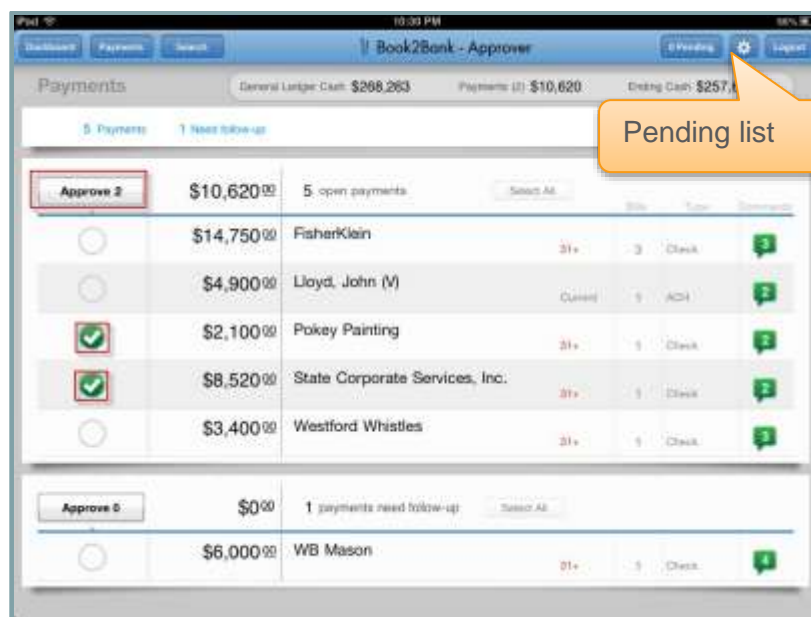 iPod 10:30 PM 98%
Dashboard Payments Search Book2Bank - Approver 0 Pending Logout
Payments General Ledger Cash: $268,263 Payments (2) $10,620 Ending Cash $257,
Pending list
5 Payments 1 Need follow-up
Approve 2 $10,620.00 5 open payments Select All Bills Type Comments
$14,750.00 FisherKlein 31+ 3 Check 3
$4,900.00 Lloyd, John (V) Current 1 ACH 2
$2,100.00 Pokey Painting 31+ 1 Check 2
$8,520.00 State Corporate Services, Inc. 31+ 1 Check 2
$3,400.00 Westford Whistles 31+ 1 Check 3
Approve 0 $0.00 1 payments need follow-up Select All
$6,000.00 WB Mason 31+ 1 Check 4